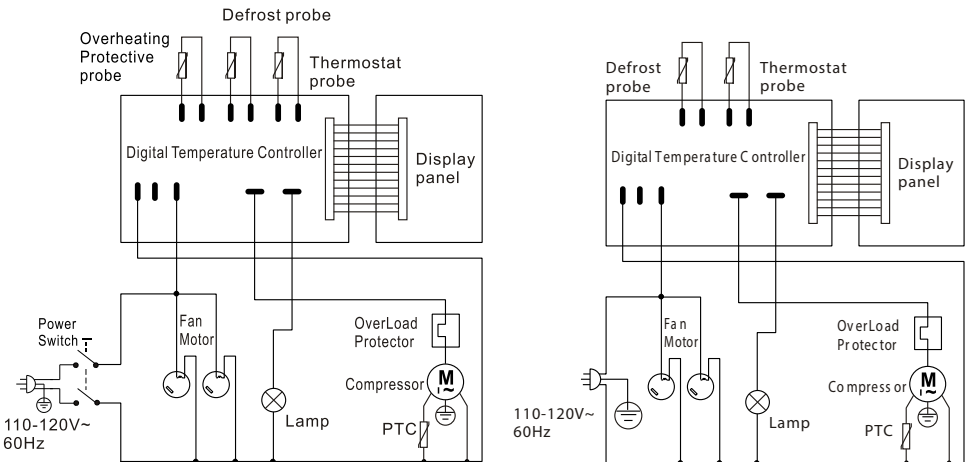 Defrost probe
Overheating
Protective
probe
Thermostat
probe
Digital Temperature Controller
Display
panel
Power
Switch
Fan
Motor
OverLoad
Protector
Compressor
M
~
Lamp
PTC
110-120V~
60Hz
Defrost
probe
Thermostat
probe
Digital Temperature Controller
Display
panel
Fan
Motor
OverLoad
Protector
Compressor
M
~
Lamp
PTC
110-120V~
60Hz